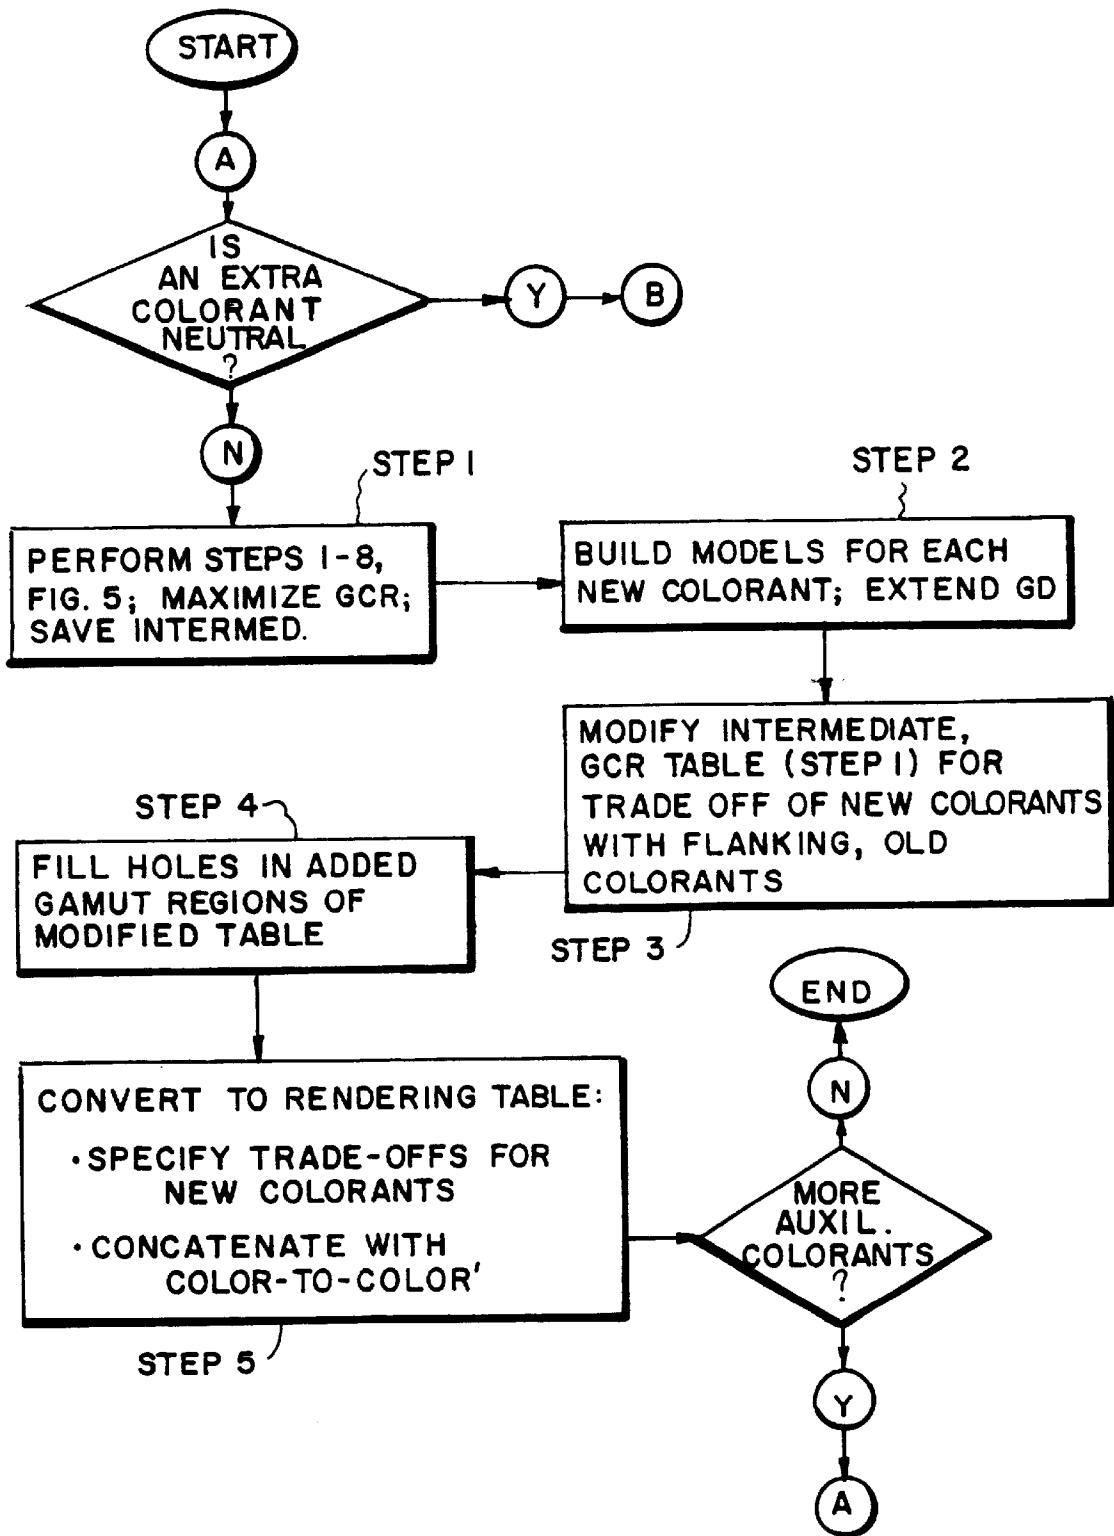 START
A
IS
AN EXTRA
COLORANT
NEUTRAL
?
Y
B
N
STEP 1
PERFORM STEPS 1-8,
FIG. 5; MAXIMIZE GCR;
SAVE INTERMED.
STEP 2
BUILD MODELS FOR EACH
NEW COLORANT; EXTEND GD
MODIFY INTERMEDIATE,
GCR TABLE (STEP 1) FOR
TRADE OFF OF NEW COLORANTS
WITH FLANKING, OLD
COLORANTS
STEP 3
STEP 4
FILL HOLES IN ADDED
GAMUT REGIONS OF
MODIFIED TABLE
CONVERT TO RENDERING TABLE:
• SPECIFY TRADE-OFFS FOR
NEW COLORANTS
• CONCATENATE WITH
COLOR-TO-COLOR'
STEP 5
END
N
MORE
AUXIL.
COLORANTS
?
Y
A